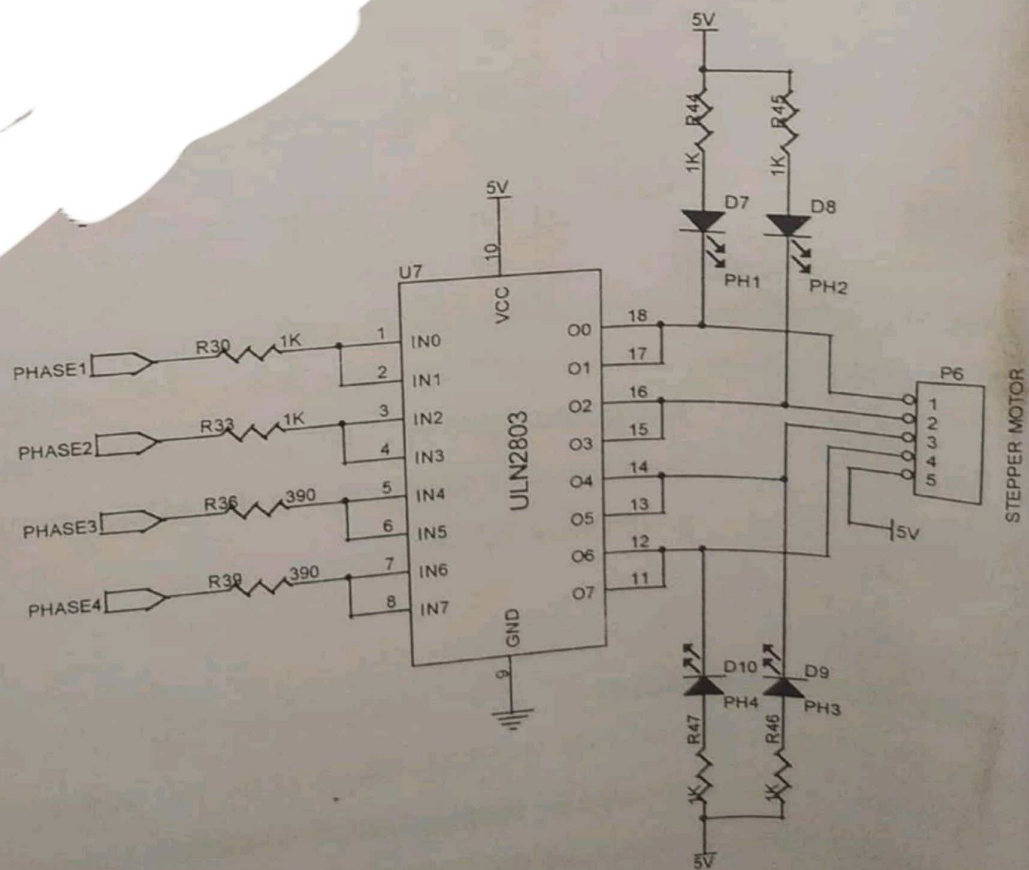 5V
R44
1K
R45
1K
D7
D8
PH1
PH2
5V
10
U7
VCC
ULN2803
GND
9
PHASE1
R30
1K
1
IN0
2
IN1
PHASE2
R33
1K
3
IN2
4
IN3
PHASE3
R36
390
5
IN4
6
IN5
PHASE4
R39
390
7
IN6
8
IN7
O0
18
O1
17
O2
16
O3
15
O4
14
O5
13
O6
12
O7
11
P6
1
2
3
4
5
5V
STEPPER MOTOR
D10
D9
PH4
PH3
R47
1K
R46
1K
5V